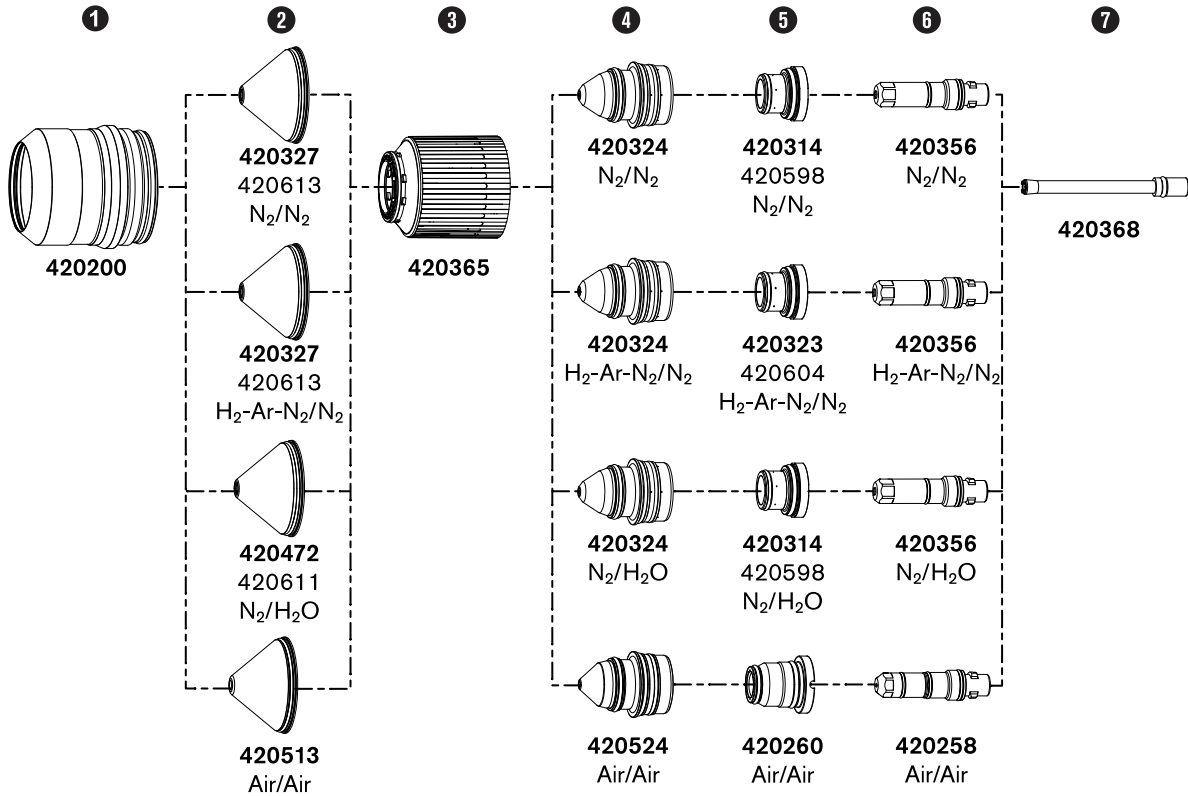 1 2 3 4 5 6 7
420200
420327
420613
N₂/N₂
420327
420613
H₂-Ar-N₂/N₂
420472
420611
N₂/H₂O
420513
Air/Air
420365
420324
N₂/N₂
420324
H₂-Ar-N₂/N₂
420324
N₂/H₂O
420524
Air/Air
420314
420598
N₂/N₂
420323
420604
H₂-Ar-N₂/N₂
420314
420598
N₂/H₂O
420260
Air/Air
420356
N₂/N₂
420356
H₂-Ar-N₂/N₂
420356
N₂/H₂O
420258
Air/Air
420368